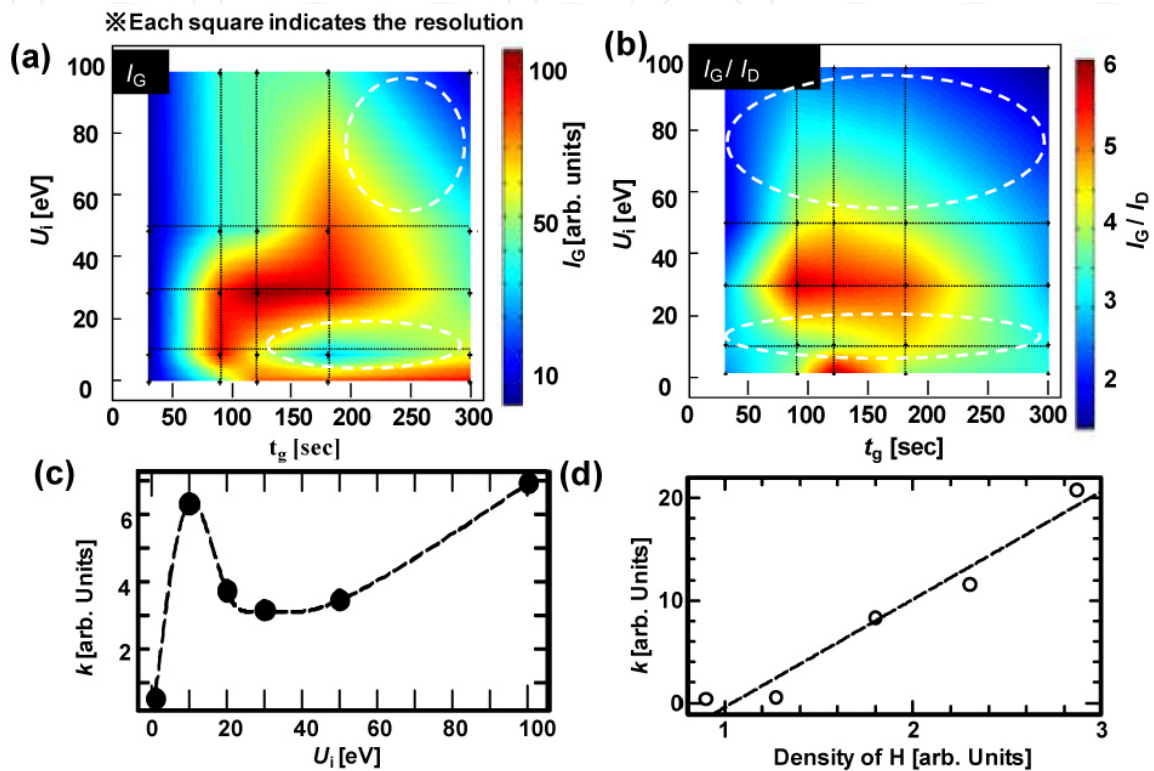 ※Each square indicates the resolution
(a)
I_G
100
80
60
40
20
0
U_i [eV]
0 50 100 150 200 250 300
t_g [sec]
100
50
10
I_G [arb. units]
(b)
I_G / I_D
100
80
60
40
20
0
U_i [eV]
0 50 100 150 200 250 300
t_g [sec]
6
5
4
3
2
I_G / I_D
(c)
6
4
2
k [arb. Units]
0 20 40 60 80 100
U_i [eV]
(d)
20
10
0
k [arb. Units]
1 2 3
Density of H [arb. Units]